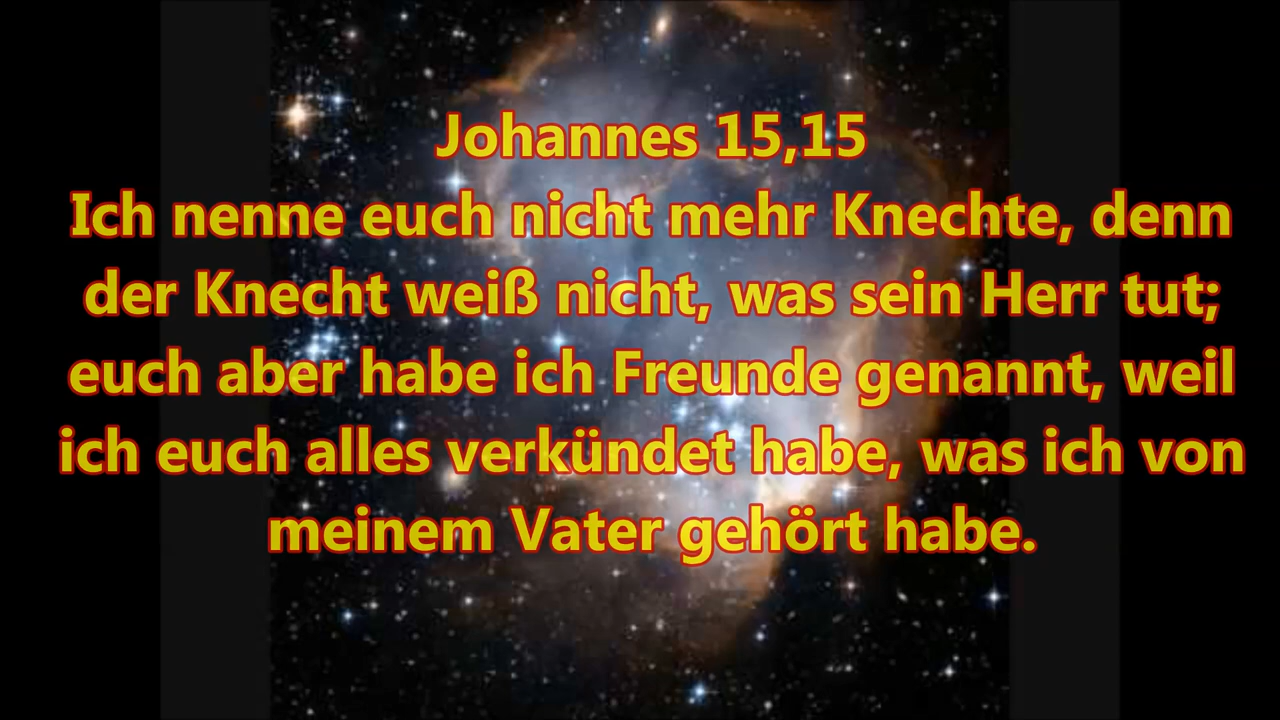 Johannes 15,15
Ich nenne euch nicht mehr Knechte, denn
der Knecht weiß nicht, was sein Herr tut;
euch aber habe ich Freunde genannt, weil
ich euch alles verkündet habe, was ich von
meinem Vater gehört habe.